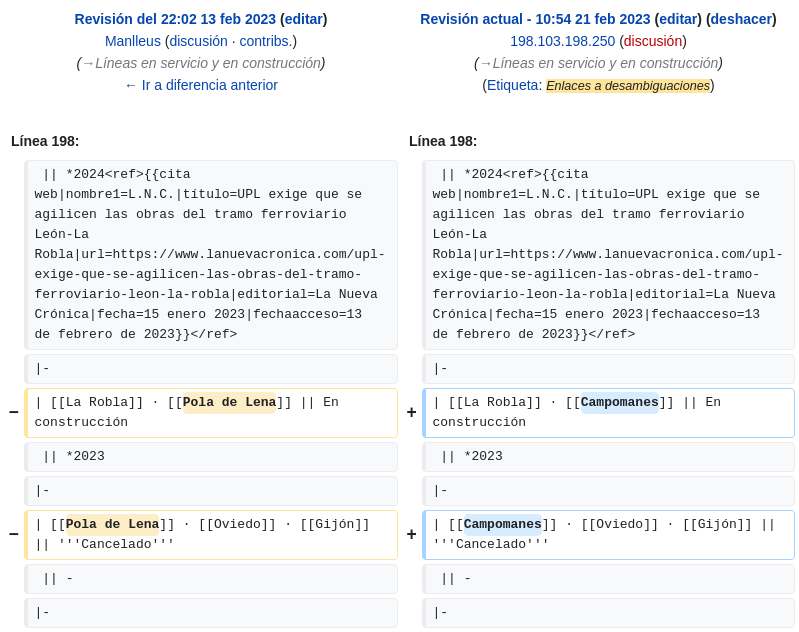 Revisión del 22:02 13 feb 2023 (editar)
Manlleus (discusión · contribs.)
(→Líneas en servicio y en construcción)
← Ir a diferencia anterior
Revisión actual - 10:54 21 feb 2023 (editar) (deshacer)
198.103.198.250 (discusión)
(→Líneas en servicio y en construcción)
(Etiqueta: Enlaces a desambiguaciones)
Línea 198:
Línea 198:
|| *2024<ref>{{cita
web|nombre1=L.N.C.|título=UPL exige que se
agilicen las obras del tramo ferroviario
León-La
Robla|url=https://www.lanuevacronica.com/upl-
exige-que-se-agilicen-las-obras-del-tramo-
ferroviario-leon-la-robla|editorial=La Nueva
Crónica|fecha=15 enero 2023|fechaacceso=13
de febrero de 2023}}</ref>
|| *2024<ref>{{cita
web|nombre1=L.N.C.|título=UPL exige que se
agilicen las obras del tramo ferroviario
León-La
Robla|url=https://www.lanuevacronica.com/upl-
exige-que-se-agilicen-las-obras-del-tramo-
ferroviario-leon-la-robla|editorial=La Nueva
Crónica|fecha=15 enero 2023|fechaacceso=13
de febrero de 2023}}</ref>
|-
|-
− | [[La Robla]] · [[Pola de Lena]] || En
construcción
+ | [[La Robla]] · [[Campomanes]] || En
construcción
|| *2023
|| *2023
|-
|-
− | [[Pola de Lena]] · [[Oviedo]] · [[Gijón]]
|| '''Cancelado'''
+ | [[Campomanes]] · [[Oviedo]] · [[Gijón]] ||
'''Cancelado'''
|| -
|| -
|-
|-